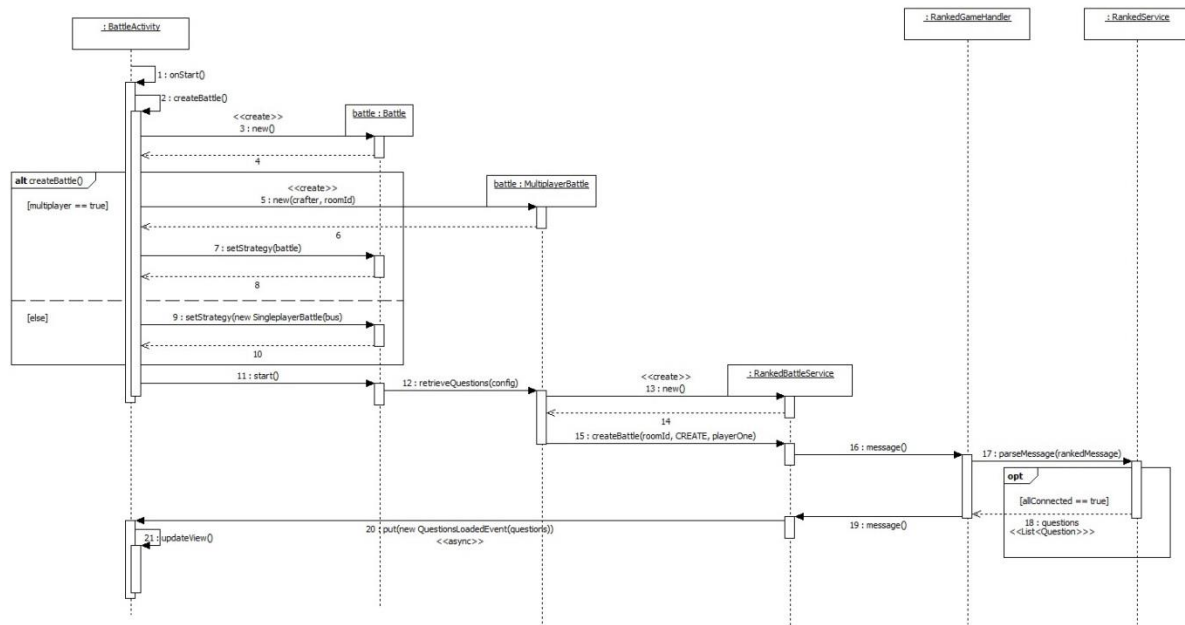 : BattleActivity
: RankedGameHandler
: RankedService
1 : onStart()
2 : createBattle()
<<create>>
3 : new()
battle : Battle
4
alt createBattle()
[multiplayer == true]
<<create>>
5 : new(crafter, roomId)
battle : MultiplayerBattle
6
7 : setStrategy(battle)
8
[else]
9 : setStrategy(new SingleplayerBattle(bus)
10
11 : start()
12 : retrieveQuestions(config)
<<create>>
13 : new()
: RankedBattleService
14
15 : createBattle(roomId, CREATE, playerOne)
16 : message()
17 : parseMessage(rankedMessage)
opt
[allConnected == true]
18 : questions
<<List<Question>>>
19 : message()
20 : put(new QuestionsLoadedEvent(questions))
<<async>>
21 : updateView()